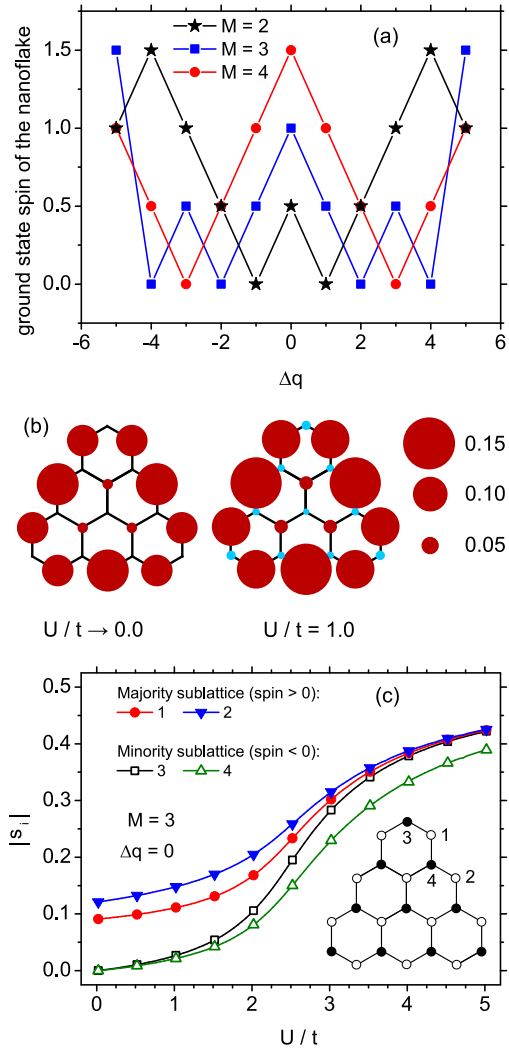 M = 2
M = 3
M = 4
(a)
1.5
1.0
0.5
0.0
ground state spin of the nanoflake
-6 -4 -2 0 2 4 6
Δq
(b)
0.15
0.10
0.05
U / t → 0.0
U / t = 1.0
(c)
Majority sublattice (spin > 0):
1 2
Minority sublattice (spin < 0):
3 4
M = 3
Δq = 0
0.5
0.4
0.3
0.2
0.1
0.0
|s i|
3 1
4 2
0 1 2 3 4 5
U / t